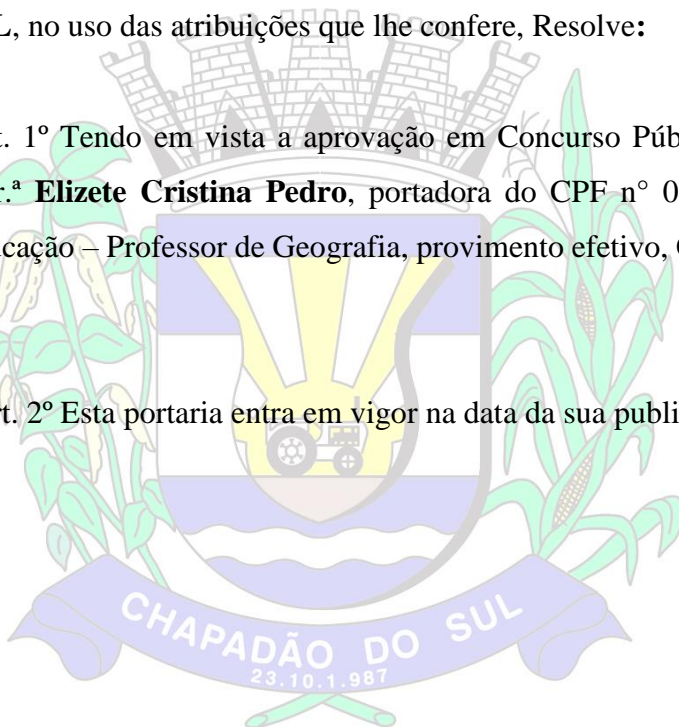 L, no uso das atribuições que lhe confere, Resolve:
t. 1º Tendo em vista a aprovação em Concurso Púb
r.ª Elizete Cristina Pedro, portadora do CPF n° 0
cação – Professor de Geografia, provimento efetivo,
rt. 2º Esta portaria entra em vigor na data da sua publi
CHAPADÃO DO SUL
23.10.1.987